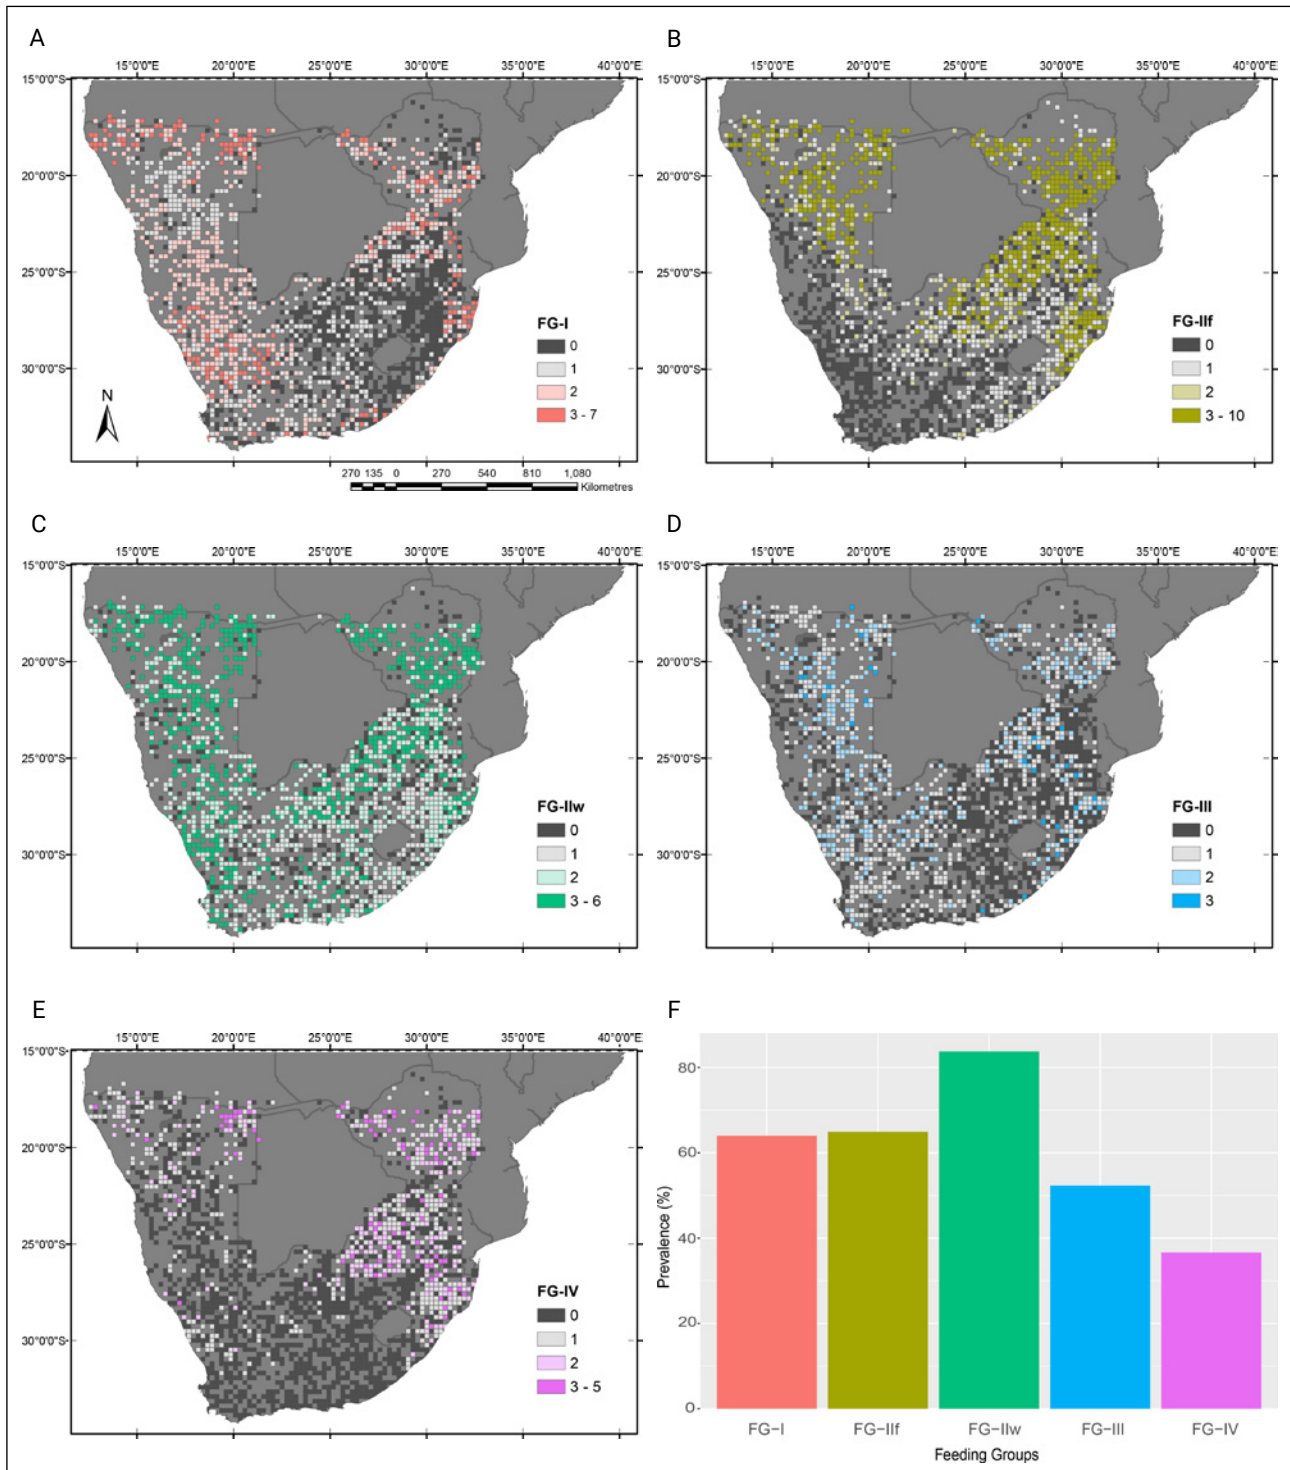 A
15°0'0"E 20°0'0"E 25°0'0"E 30°0'0"E 35°0'0"E 40°0'0"E
15°0'0"S
20°0'0"S
25°0'0"S
30°0'0"S
FG-I
0
1
2
3 - 7
N
270 135 0 270 540 810 1,080
Kilometres
B
15°0'0"E 20°0'0"E 25°0'0"E 30°0'0"E 35°0'0"E 40°0'0"E
15°0'0"S
20°0'0"S
25°0'0"S
30°0'0"S
FG-IIf
0
1
2
3 - 10
C
15°0'0"E 20°0'0"E 25°0'0"E 30°0'0"E 35°0'0"E 40°0'0"E
15°0'0"S
20°0'0"S
25°0'0"S
30°0'0"S
FG-IIw
0
1
2
3 - 6
D
15°0'0"E 20°0'0"E 25°0'0"E 30°0'0"E 35°0'0"E 40°0'0"E
15°0'0"S
20°0'0"S
25°0'0"S
30°0'0"S
FG-III
0
1
2
3
E
15°0'0"E 20°0'0"E 25°0'0"E 30°0'0"E 35°0'0"E 40°0'0"E
15°0'0"S
20°0'0"S
25°0'0"S
30°0'0"S
FG-IV
0
1
2
3 - 5
F
Prevalence (%)
80
60
40
20
0
FG-I FG-IIf FG-IIw FG-III FG-IV
Feeding Groups